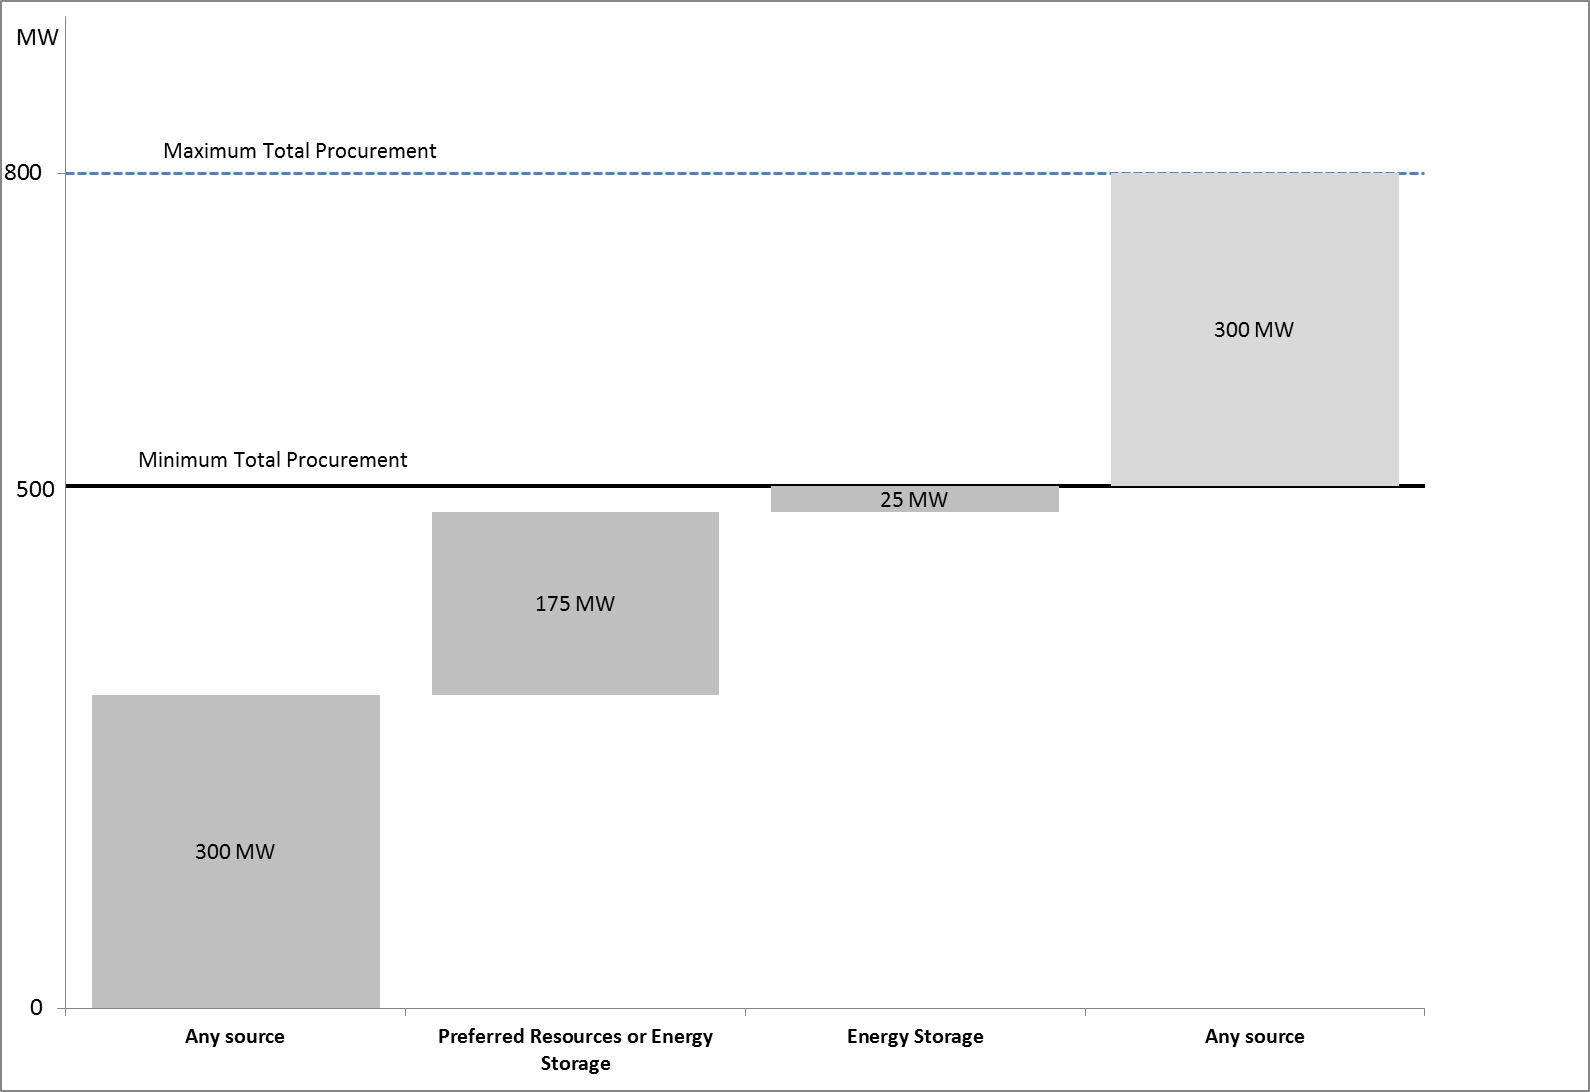 MW
Maximum Total Procurement
800
300 MW
Minimum Total Procurement
500
25 MW
175 MW
300 MW
0
Any source
Preferred Resources or Energy
Storage
Energy Storage
Any source